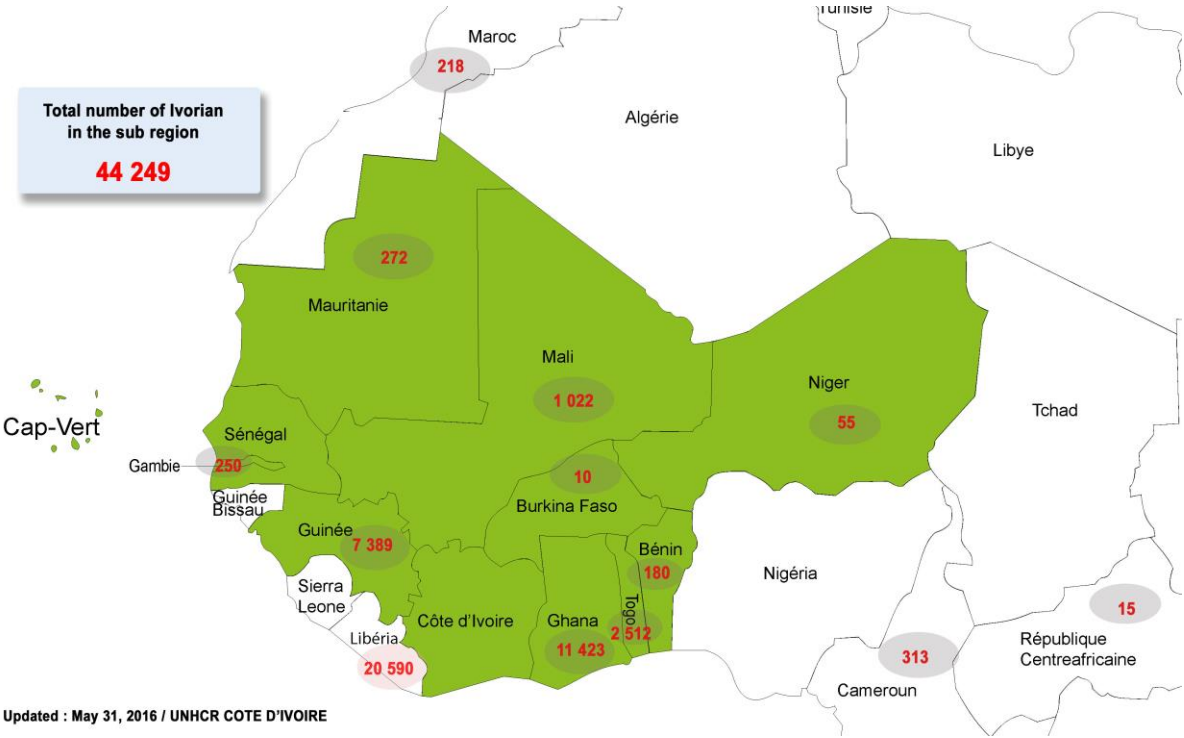 Tunisie
Maroc
218
Total number of Ivorian
in the sub region
44 249
Algérie
Libye
272
Mauritanie
Mali
1 022
Niger
55
Tchad
Cap-Vert
Sénégal
Gambie
250
10
Guinée
Bissau
Burkina Faso
Guinée
7 389
Bénin
180
Nigéria
Sierra
Leone
Côte d'Ivoire
Ghana
Togo
2 512
11 423
Libéria
20 590
15
République
Centreafricaine
313
Cameroun
Updated : May 31, 2016 / UNHCR COTE D'IVOIRE